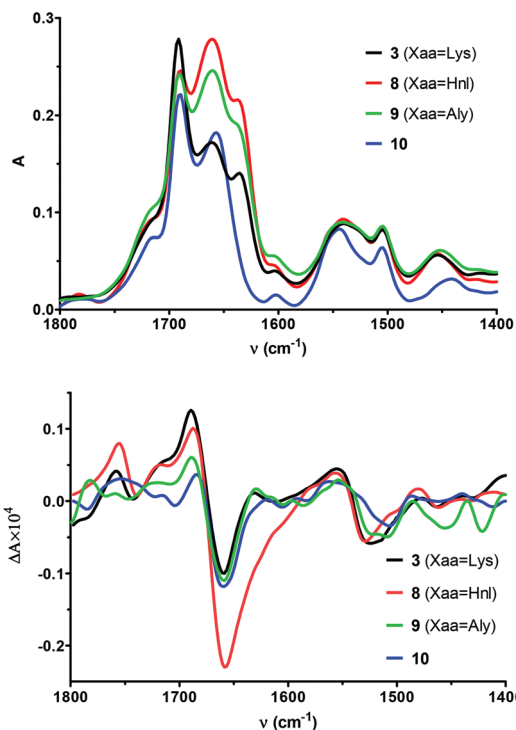 0.3
0.2
0.1
0.0
A
3 (Xaa=Lys)
8 (Xaa=Hnl)
9 (Xaa=Aly)
10
1800 1700 1600 1500 1400
ν (cm-1)
0.1
0.0
-0.1
-0.2
ΔA×10⁴
3 (Xaa=Lys)
8 (Xaa=Hnl)
9 (Xaa=Aly)
10
1800 1700 1600 1500 1400
ν (cm-1)